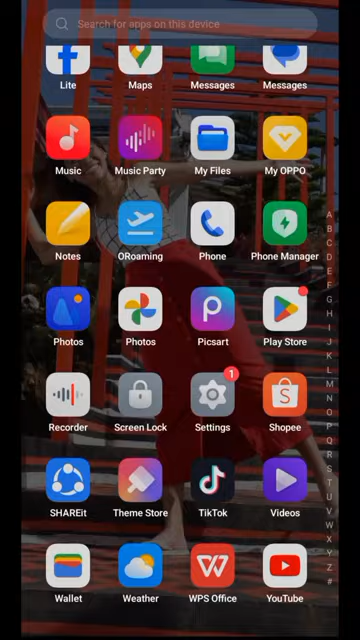 Search for apps on this device
Lite
Maps
Messages
Messages
Music
Music Party
My Files
My OPPO
Notes
ORoaming
Phone
Phone Manager
Photos
Photos
Picsart
Play Store
Recorder
Screen Lock
1
Settings
Shopee
SHAREit
Theme Store
TikTok
Videos
Wallet
Weather
WPS Office
YouTube
A
B
C
D
E
F
G
H
I
J
K
L
M
N
O
P
Q
R
S
T
U
V
W
X
Y
Z
#